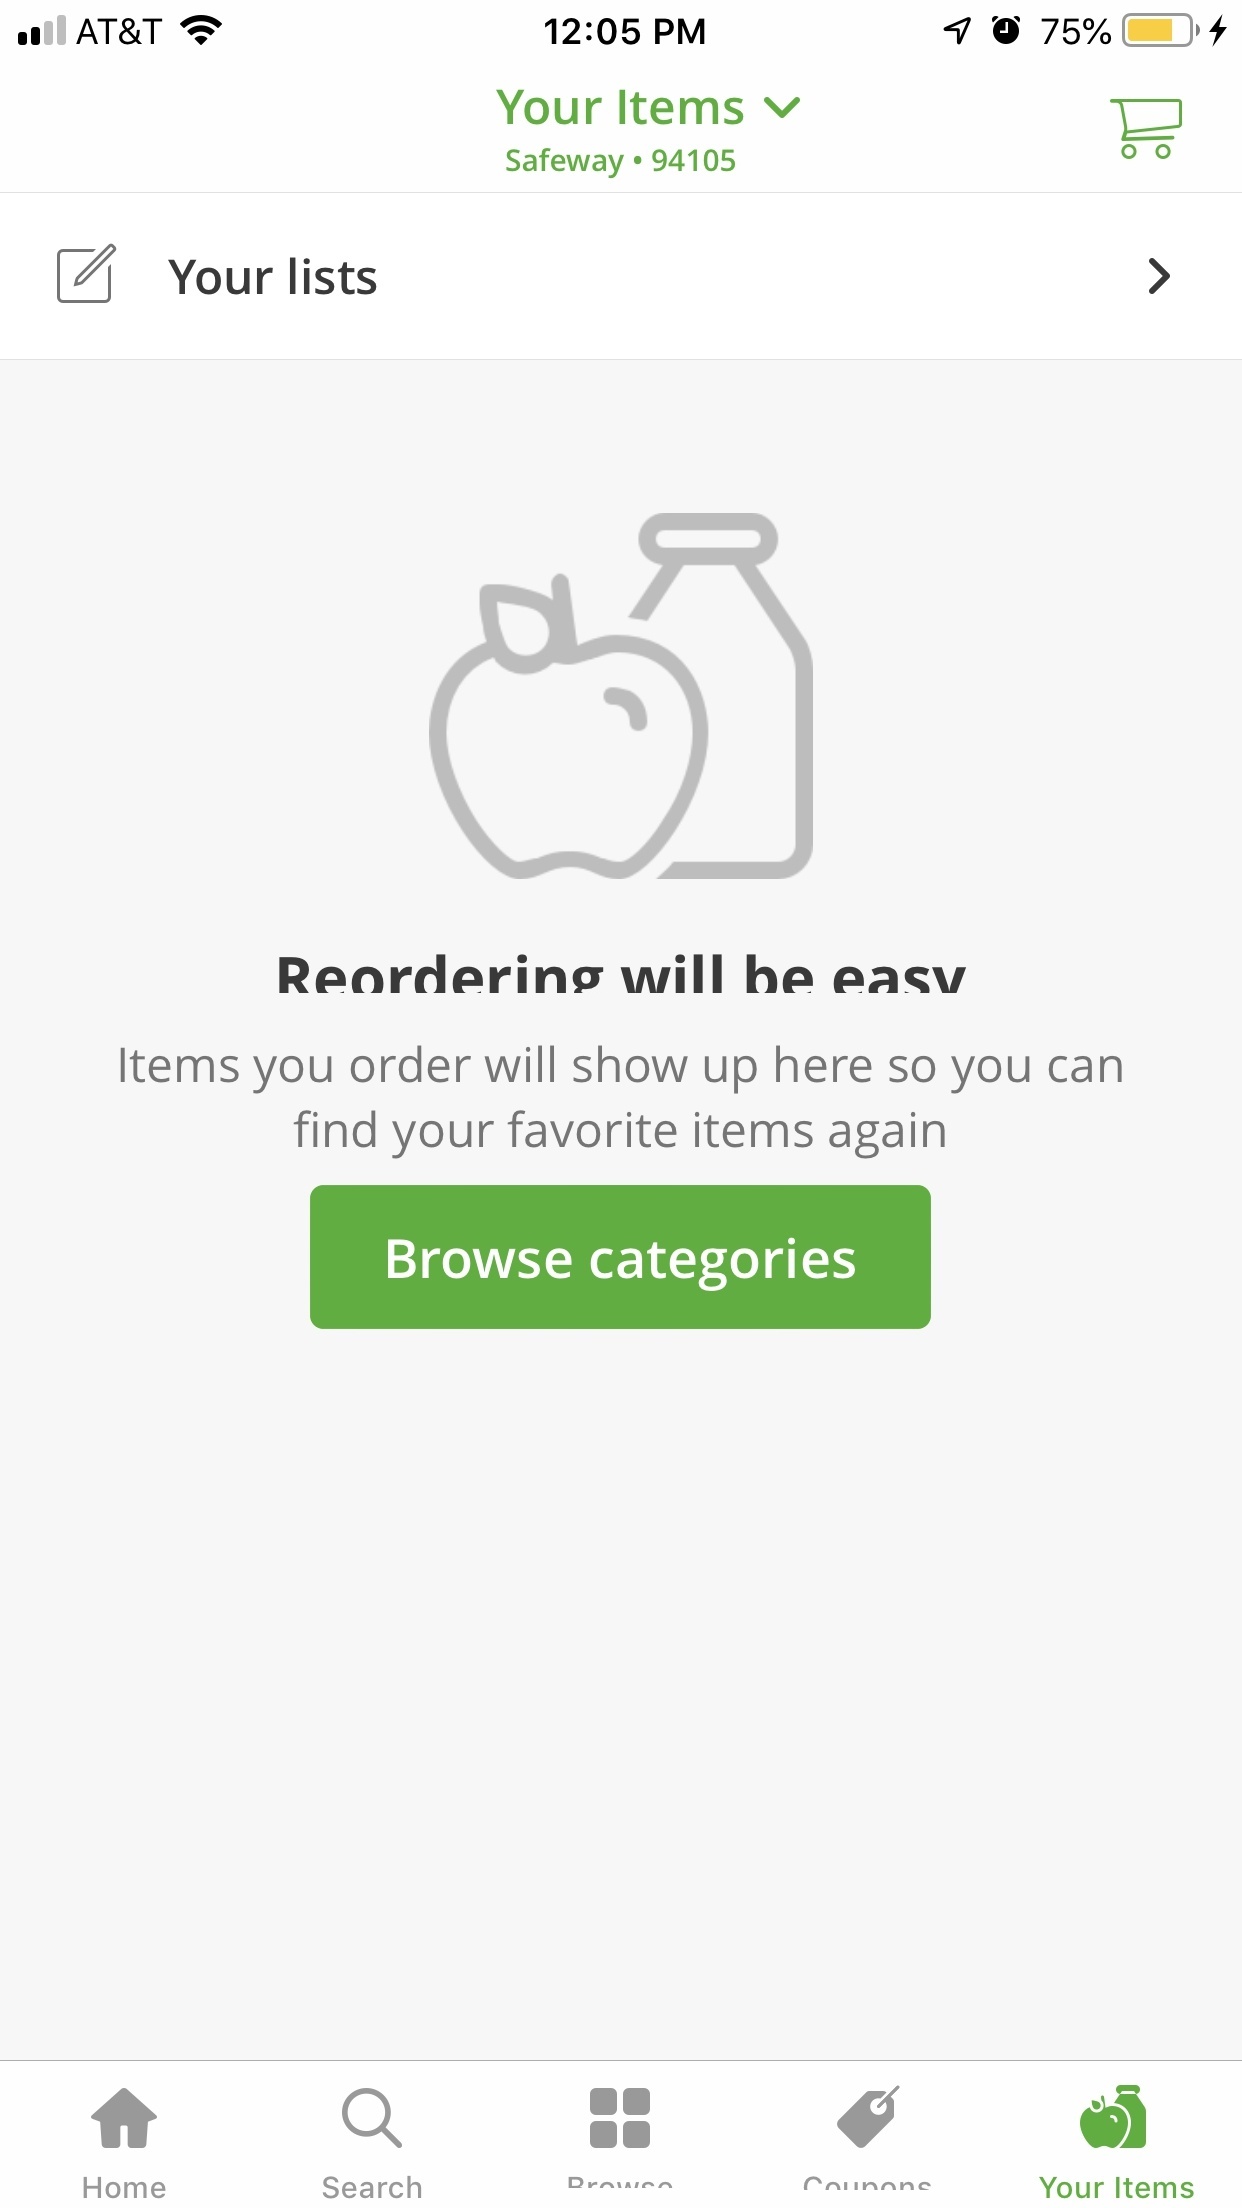 AT&T 12:05 PM 75%
Your Items
Safeway • 94105
Your lists
Reordering will be easy
Items you order will show up here so you can
find your favorite items again
Browse categories
Home Search Browse Coupons Your Items